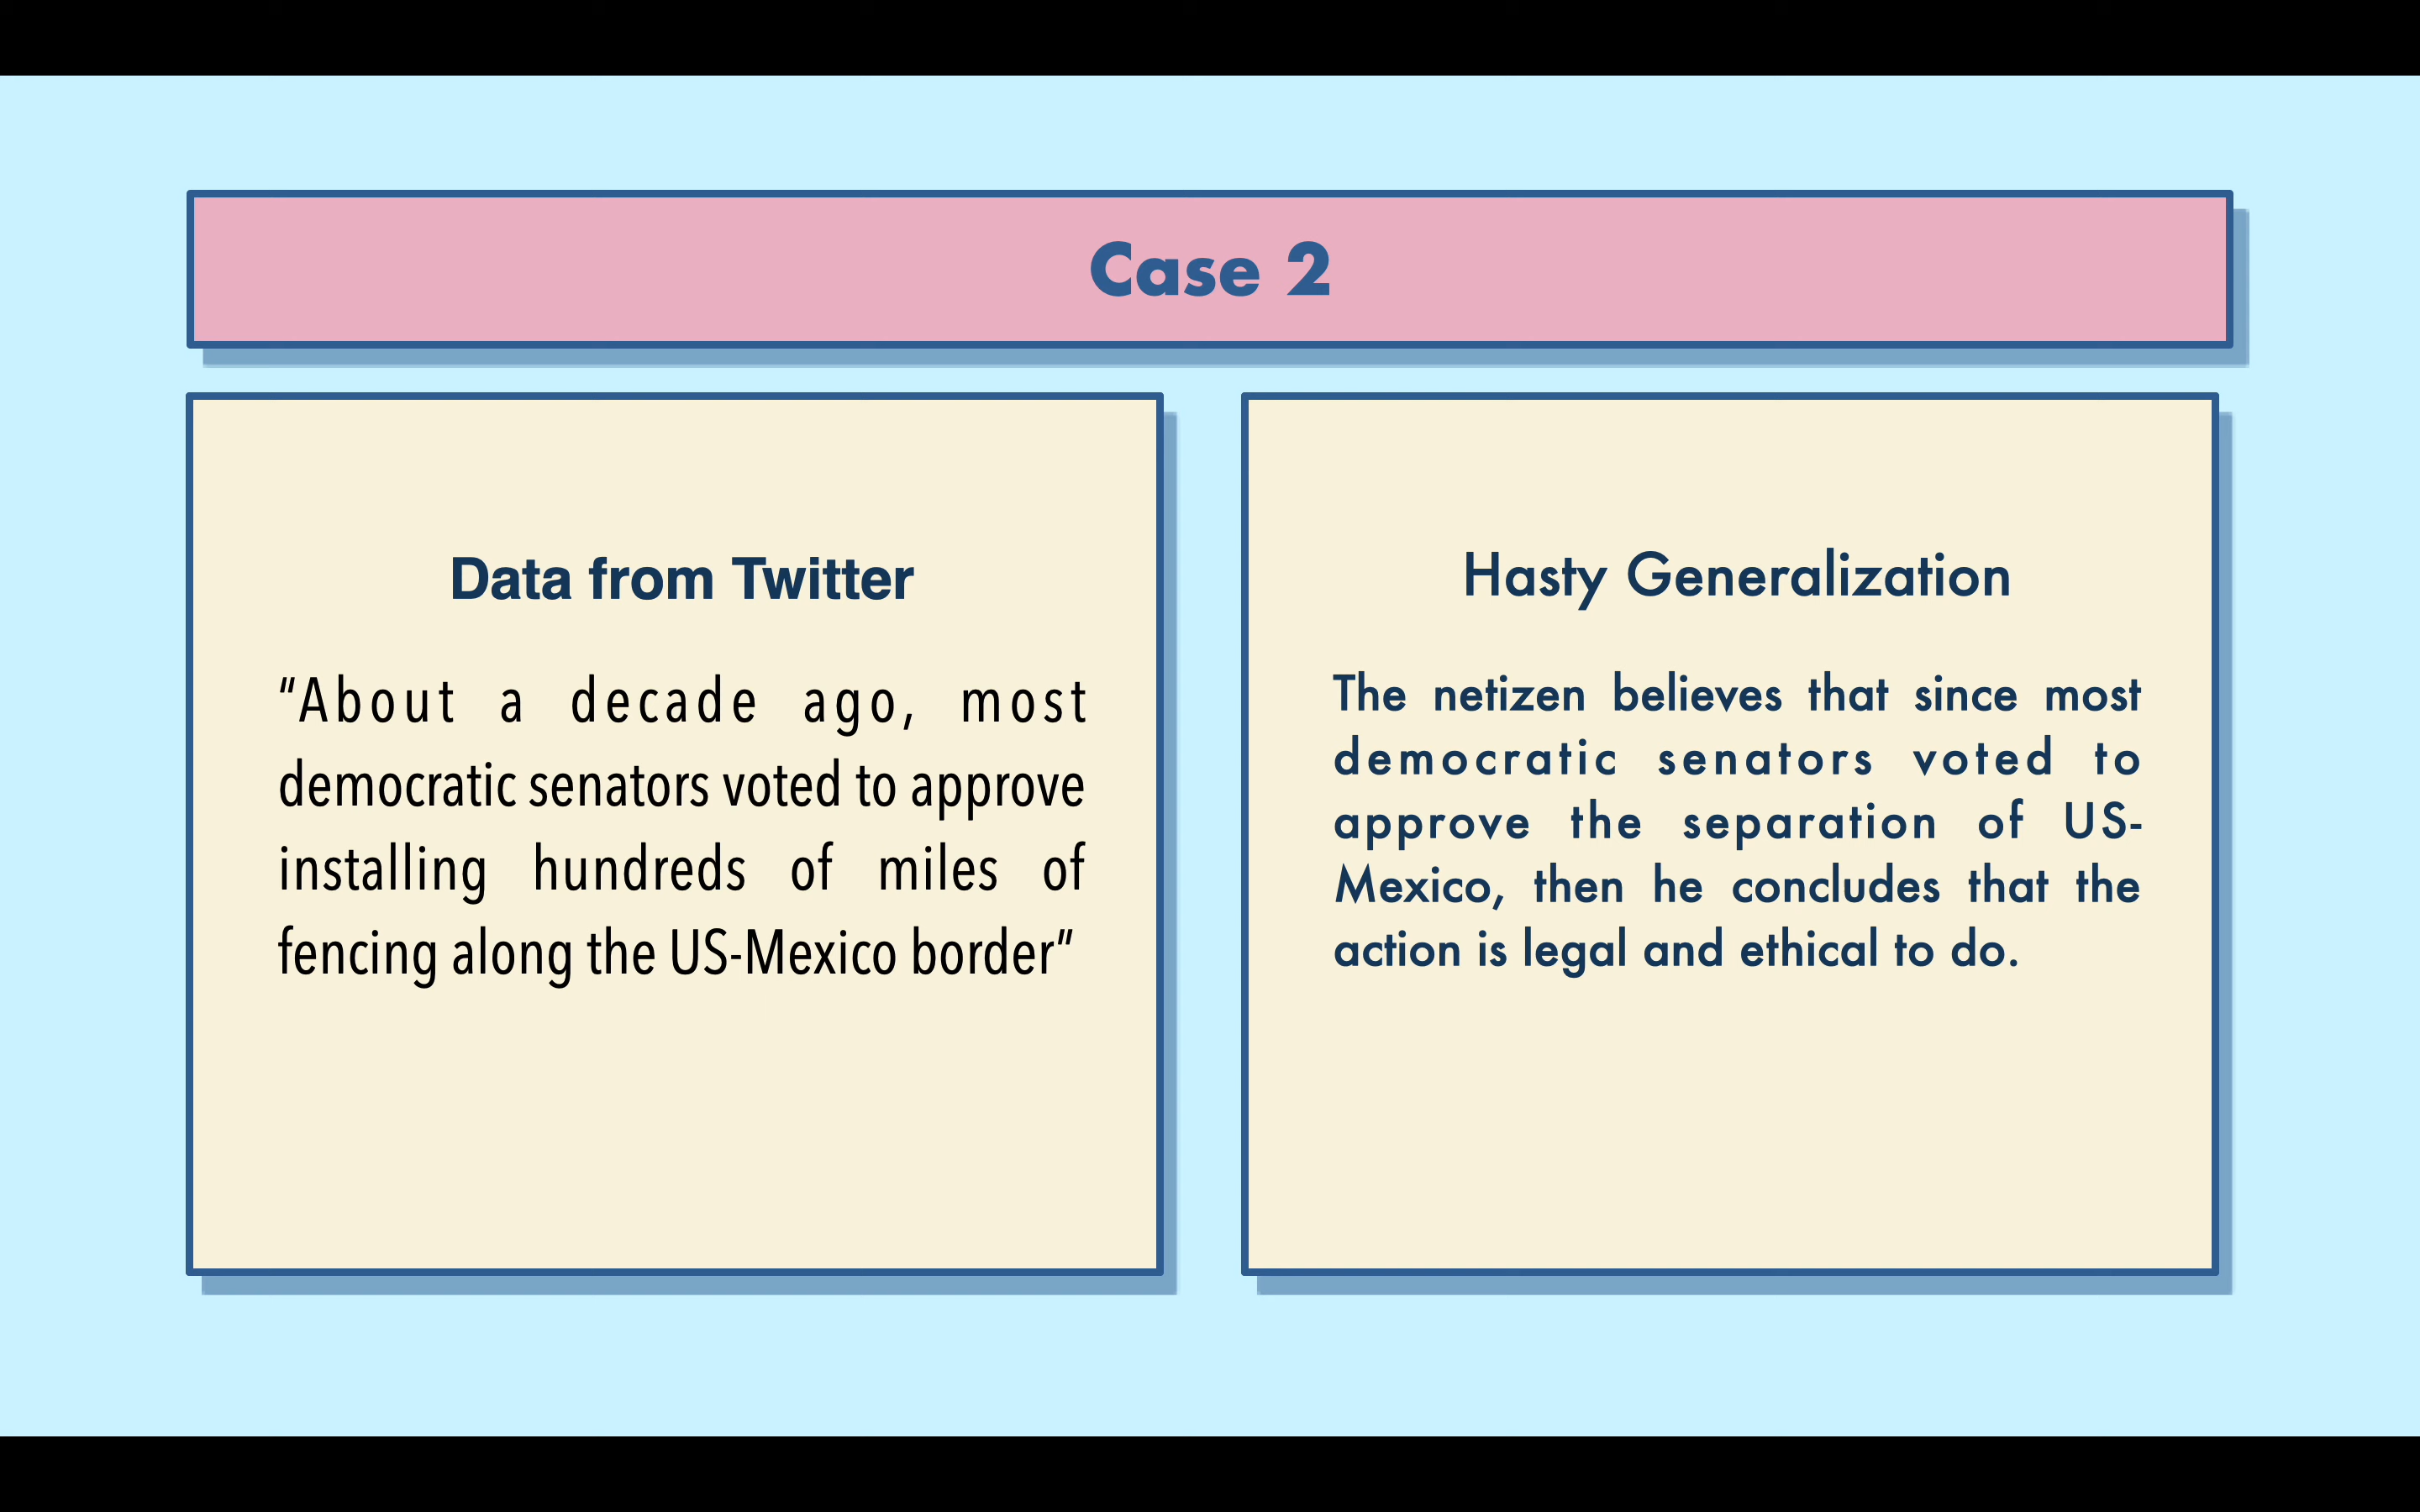 Case 2
Data from Twitter
"About a decade ago, most
democratic senators voted to approve
installing hundreds of miles of
fencing along the US-Mexico border"
Hasty Generalization
The netizen believes that since most
democratic senators voted to
approve the separation of US-
Mexico, then he concludes that the
action is legal and ethical to do.